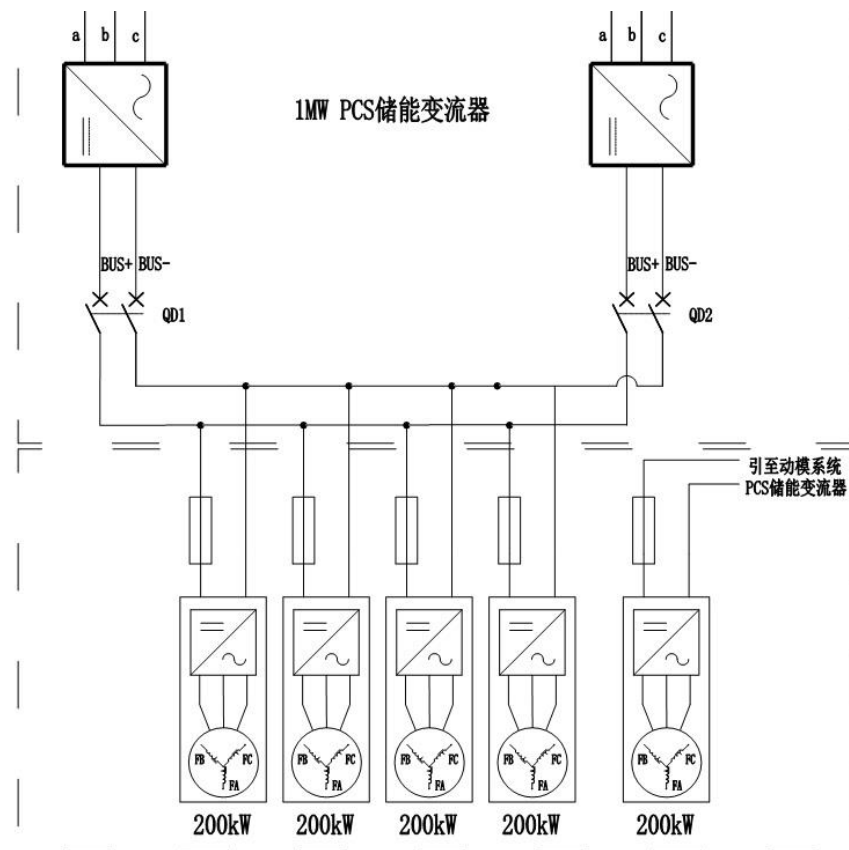 a b c
a b c
1MW PCS储能变流器
BUS+ BUS-
BUS+ BUS-
QD1
QD2
引至动模系统
PCS储能变流器
FB FC
FA
FB FC
FA
FB FC
FA
FB FC
FA
FB FC
FA
200kW
200kW
200kW
200kW
200kW